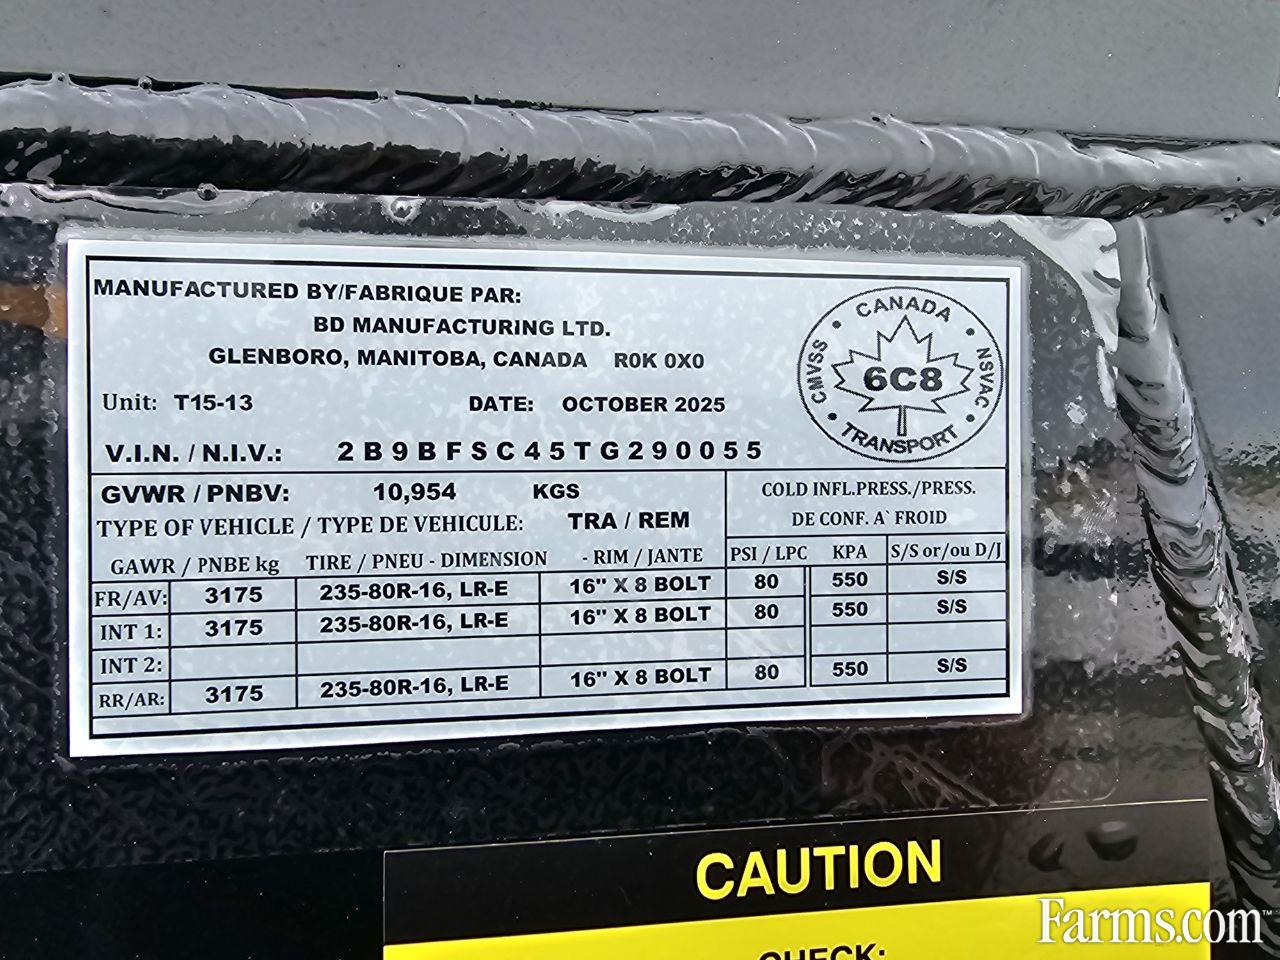 MANUFACTURED BY/FABRIQUE PAR:
BD MANUFACTURING LTD.
GLENBORO, MANITOBA, CANADA R0K 0X0
Unit: T15-13 DATE: OCTOBER 2025
CANADA
CMVSS 6C8 NSVAC
TRANSPORT
V.I.N. / N.I.V.: 2B9BFSC45TG290055
GVWR / PNBV: 10,954 KGS
TYPE OF VEHICLE / TYPE DE VEHICULE: TRA / REM
COLD INFL.PRESS./PRESS.
DE CONF. A` FROID
GAWR / PNBE kg TIRE / PNEU - DIMENSION - RIM / JANTE PSI / LPC KPA S/S or/ou D/J
FR/AV: 3175 235-80R-16, LR-E 16" X 8 BOLT 80 550 S/S
INT 1: 3175 235-80R-16, LR-E 16" X 8 BOLT 80 550 S/S
INT 2:
RR/AR: 3175 235-80R-16, LR-E 16" X 8 BOLT 80 550 S/S
CAUTION
CHECK:
Farms.com™